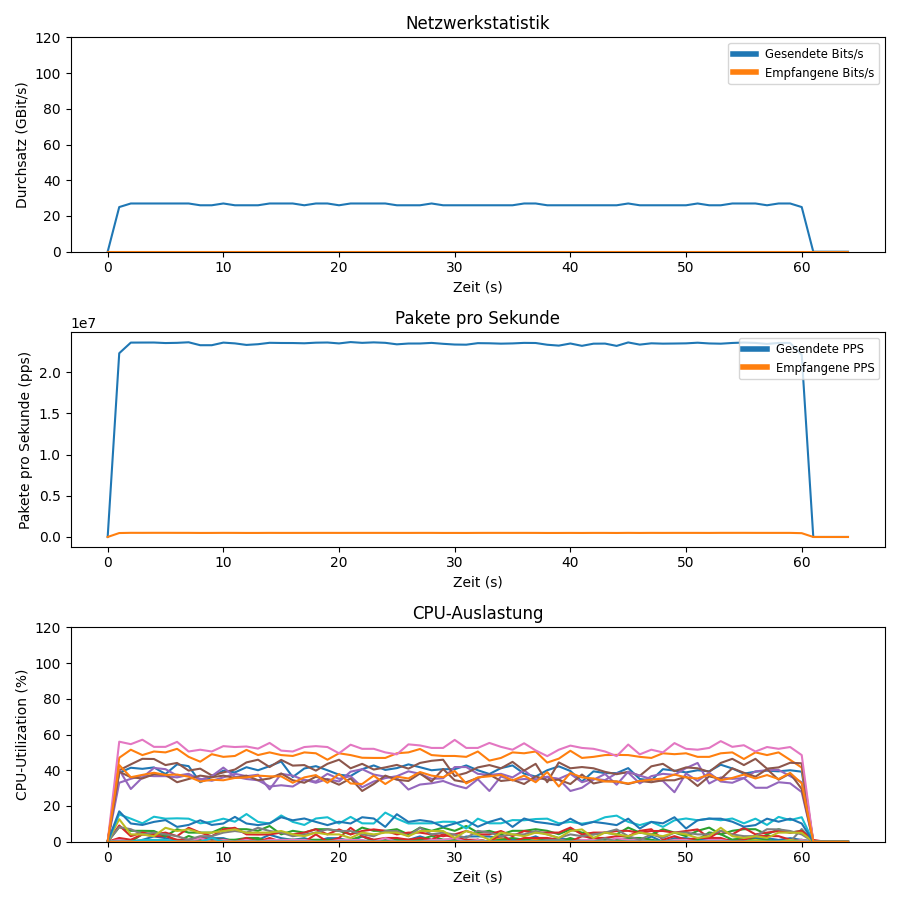 Netzwerkstatistik
120
100
80
60
40
20
0
Durchsatz (GBit/s)
Gesendete Bits/s
Empfangene Bits/s
0 10 20 30 40 50 60
Zeit (s)
Pakete pro Sekunde
1e7
2.0
1.5
1.0
0.5
0.0
Pakete pro Sekunde (pps)
Gesendete PPS
Empfangene PPS
0 10 20 30 40 50 60
Zeit (s)
CPU-Auslastung
120
100
80
60
40
20
0
CPU-Utilization (%)
0 10 20 30 40 50 60
Zeit (s)